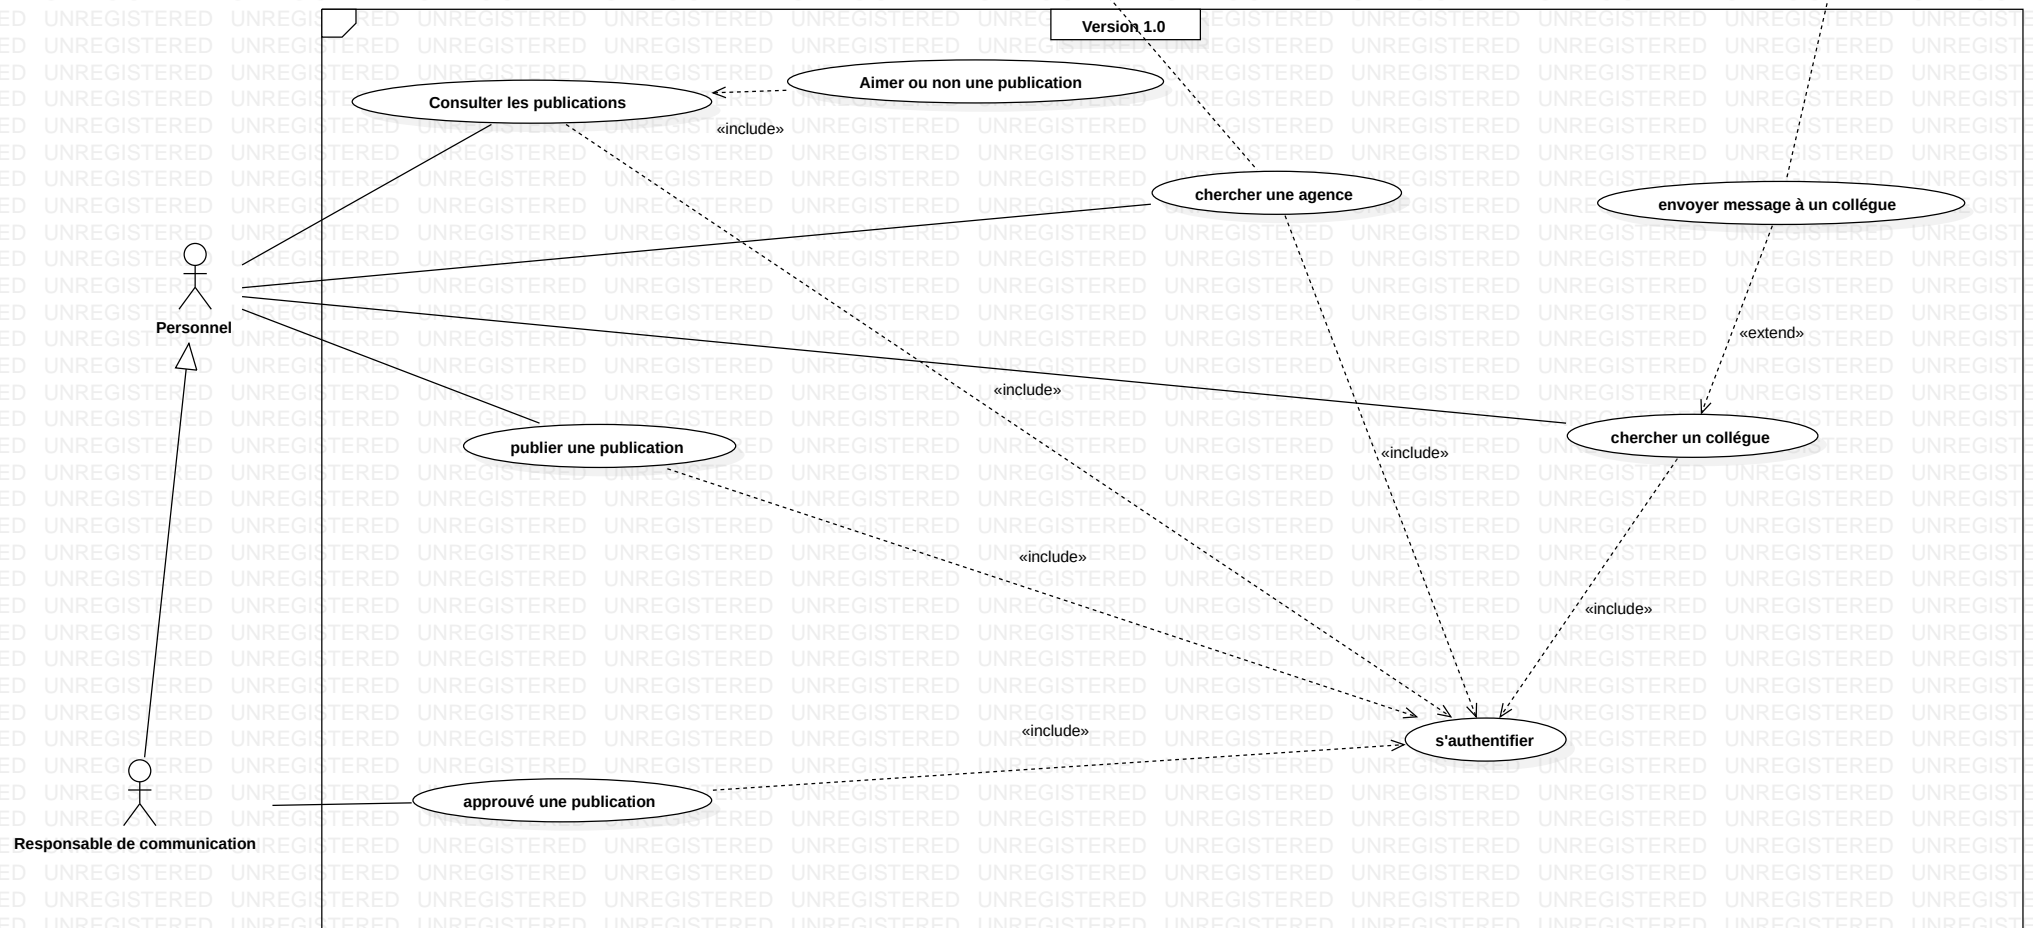 Version 1.0
Aimer ou non une publication
Consulter les publications
«include»
chercher une agence
envoyer message à un collégue
Personnel
«extend»
«include»
chercher un collégue
publier une publication
«include»
«include»
«include»
«include»
s'authentifier
approuvé une publication
Responsable de communication
UNREGISTERED